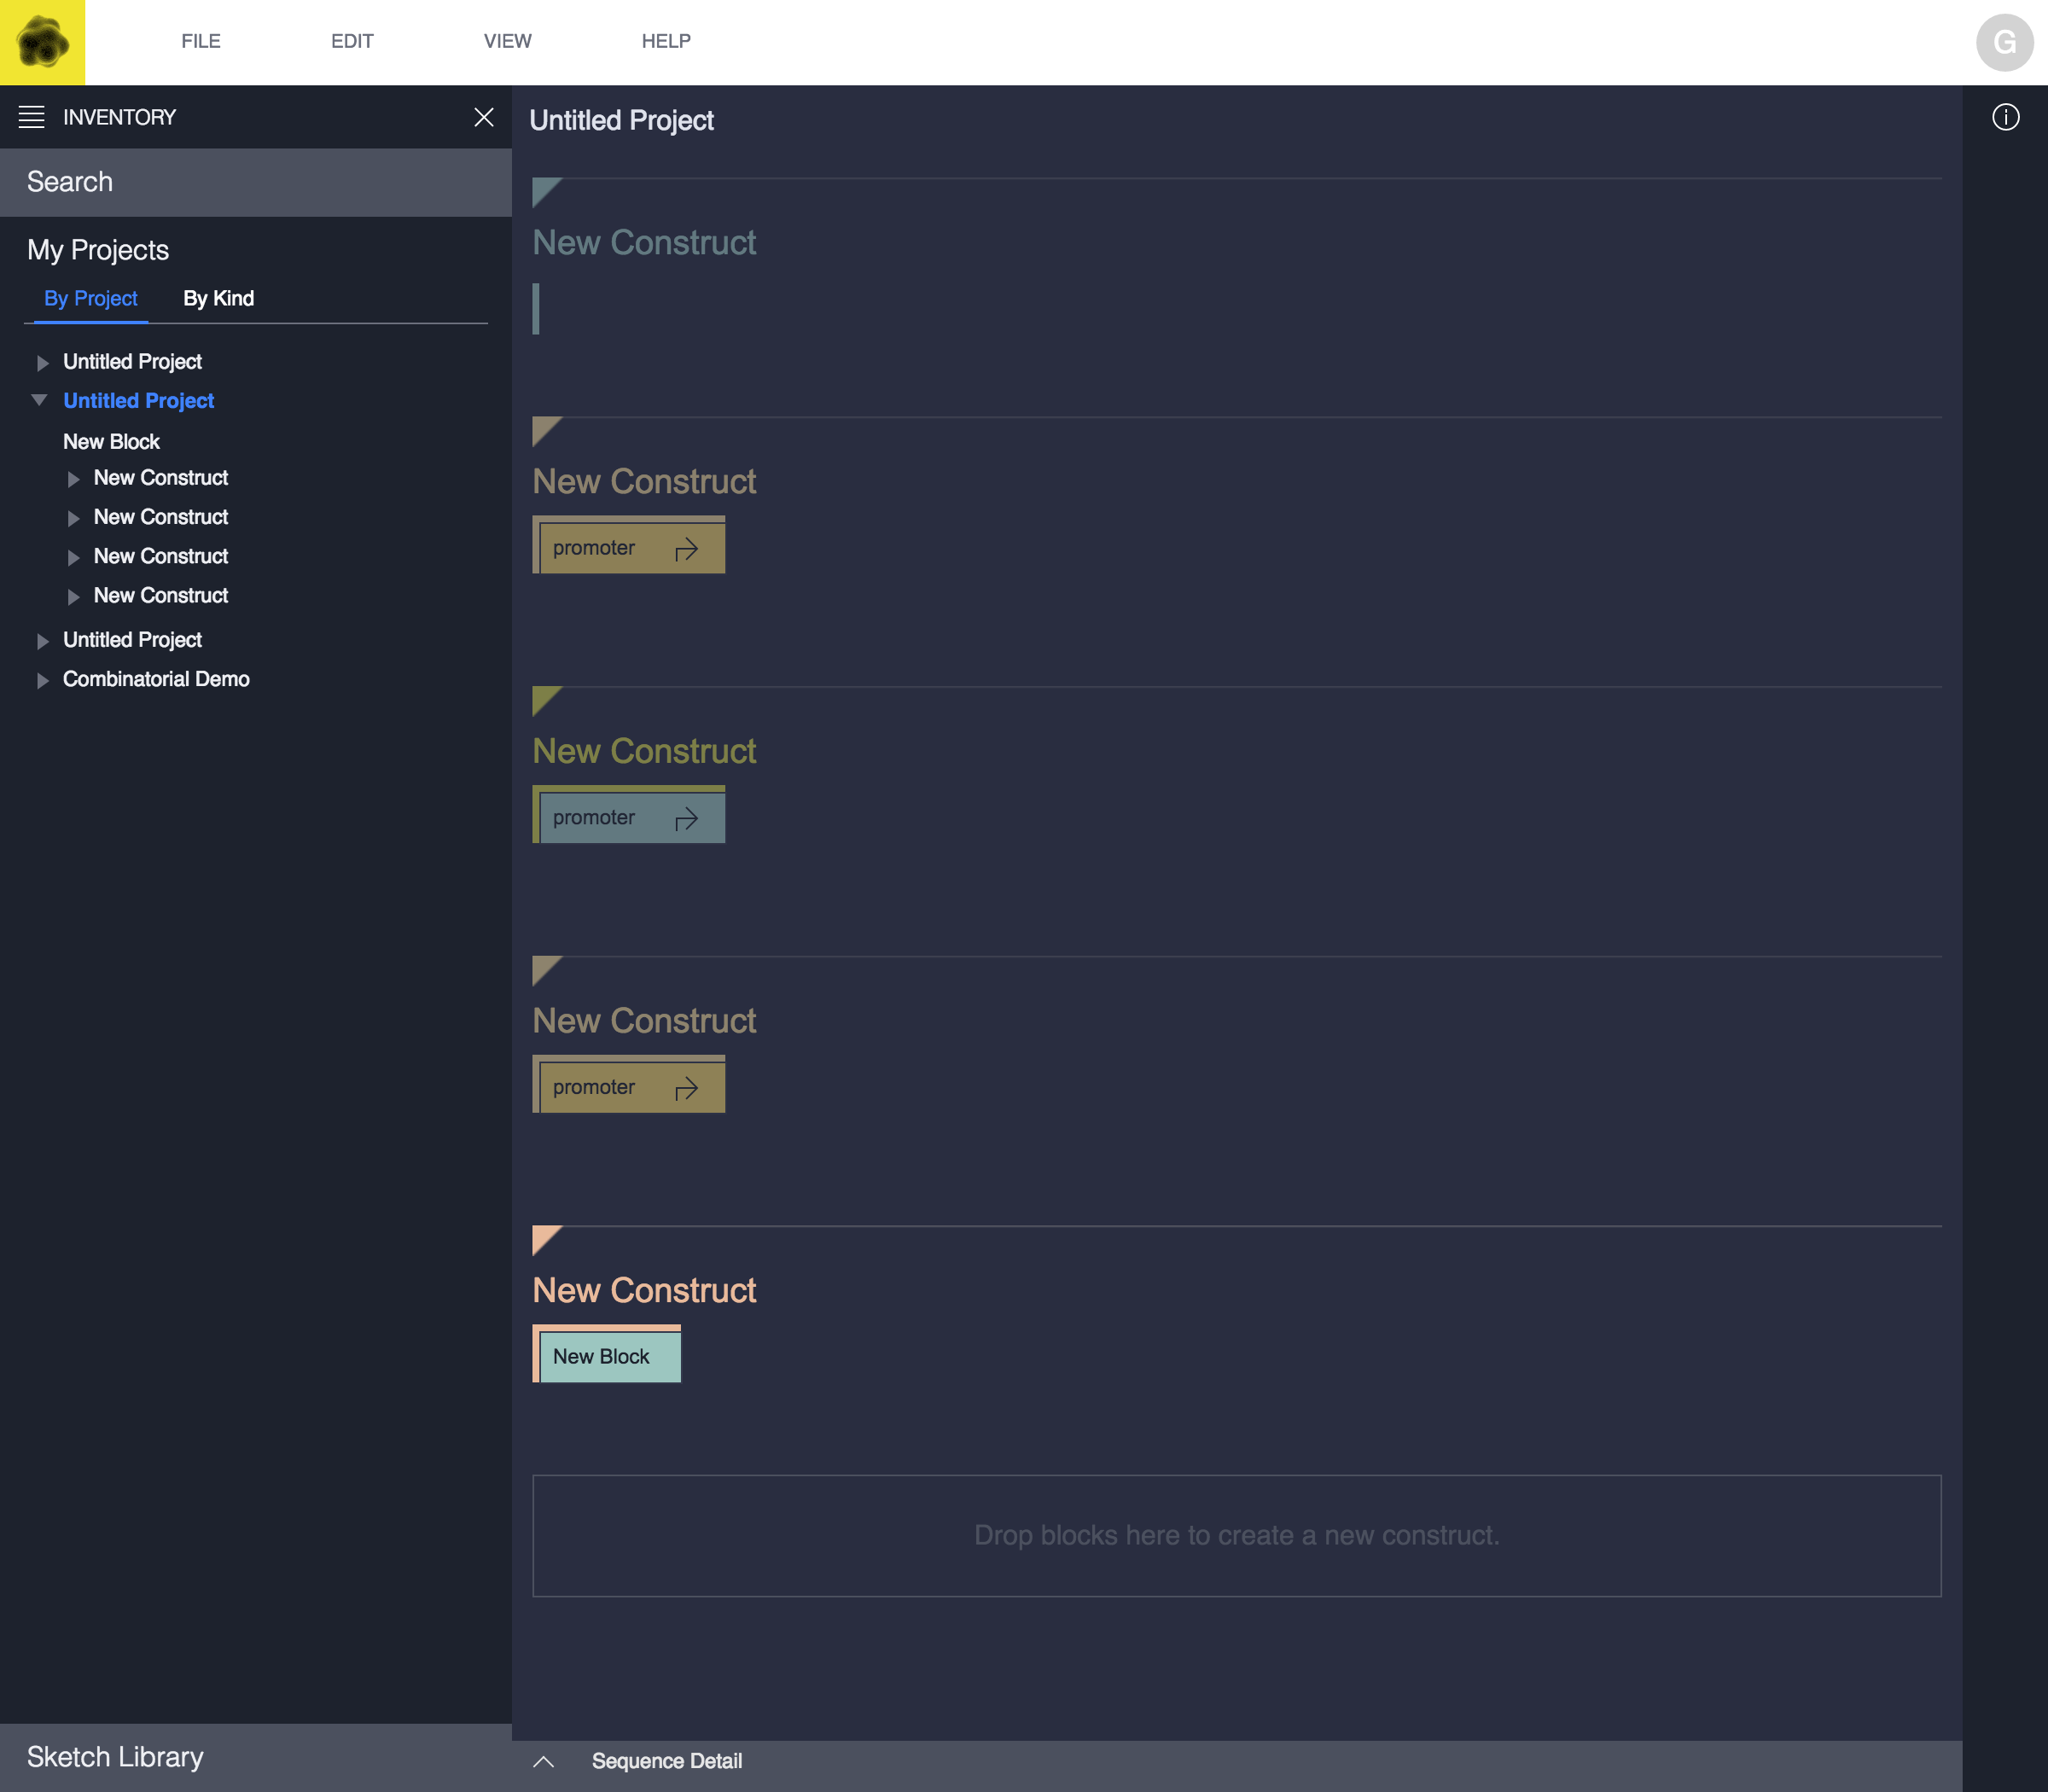 FILE EDIT VIEW HELP G
INVENTORY
Search
My Projects
By Project By Kind
Untitled Project
Untitled Project
New Block
New Construct
New Construct
New Construct
New Construct
Untitled Project
Combinatorial Demo
Sketch Library
Untitled Project
New Construct
New Construct
promoter
New Construct
promoter
New Construct
promoter
New Construct
New Block
Drop blocks here to create a new construct.
Sequence Detail